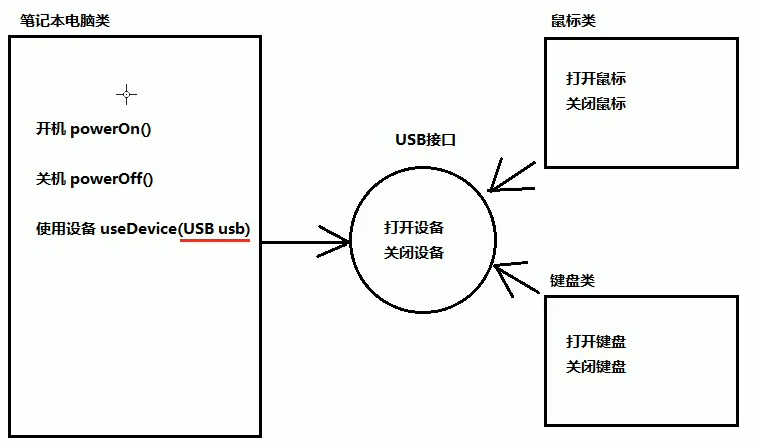 笔记本电脑类
开机 powerOn()
关机 powerOff()
使用设备 useDevice(USB usb)
USB接口
打开设备
关闭设备
鼠标类
打开鼠标
关闭鼠标
键盘类
打开键盘
关闭键盘